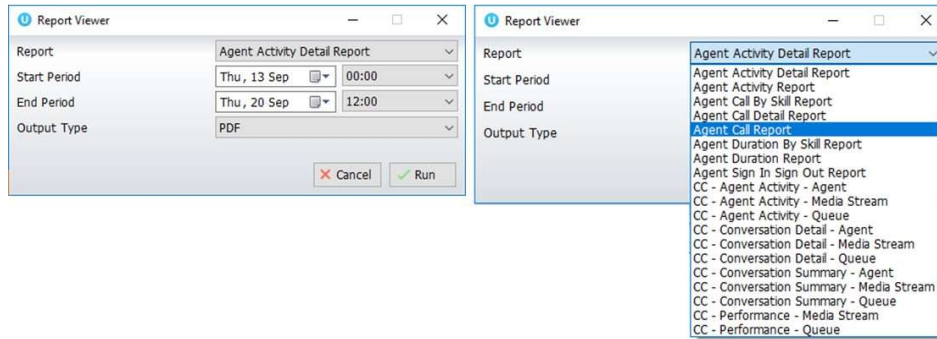 Report Viewer
Report Agent Activity Detail Report
Start Period Thu, 13 Sep 00:00
End Period Thu, 20 Sep 12:00
Output Type PDF
Cancel Run
Report Viewer
Report Agent Activity Detail Report
Start Period
End Period
Output Type
Agent Activity Detail Report
Agent Activity Report
Agent Call By Skill Report
Agent Call Detail Report
Agent Call Report
Agent Duration By Skill Report
Agent Duration Report
Agent Sign In Sign Out Report
CC - Agent Activity - Agent
CC - Agent Activity - Media Stream
CC - Agent Activity - Queue
CC - Conversation Detail - Agent
CC - Conversation Detail - Media Stream
CC - Conversation Detail - Queue
CC - Conversation Summary - Agent
CC - Conversation Summary - Media Stream
CC - Conversation Summary - Queue
CC - Performance - Media Stream
CC - Performance - Queue